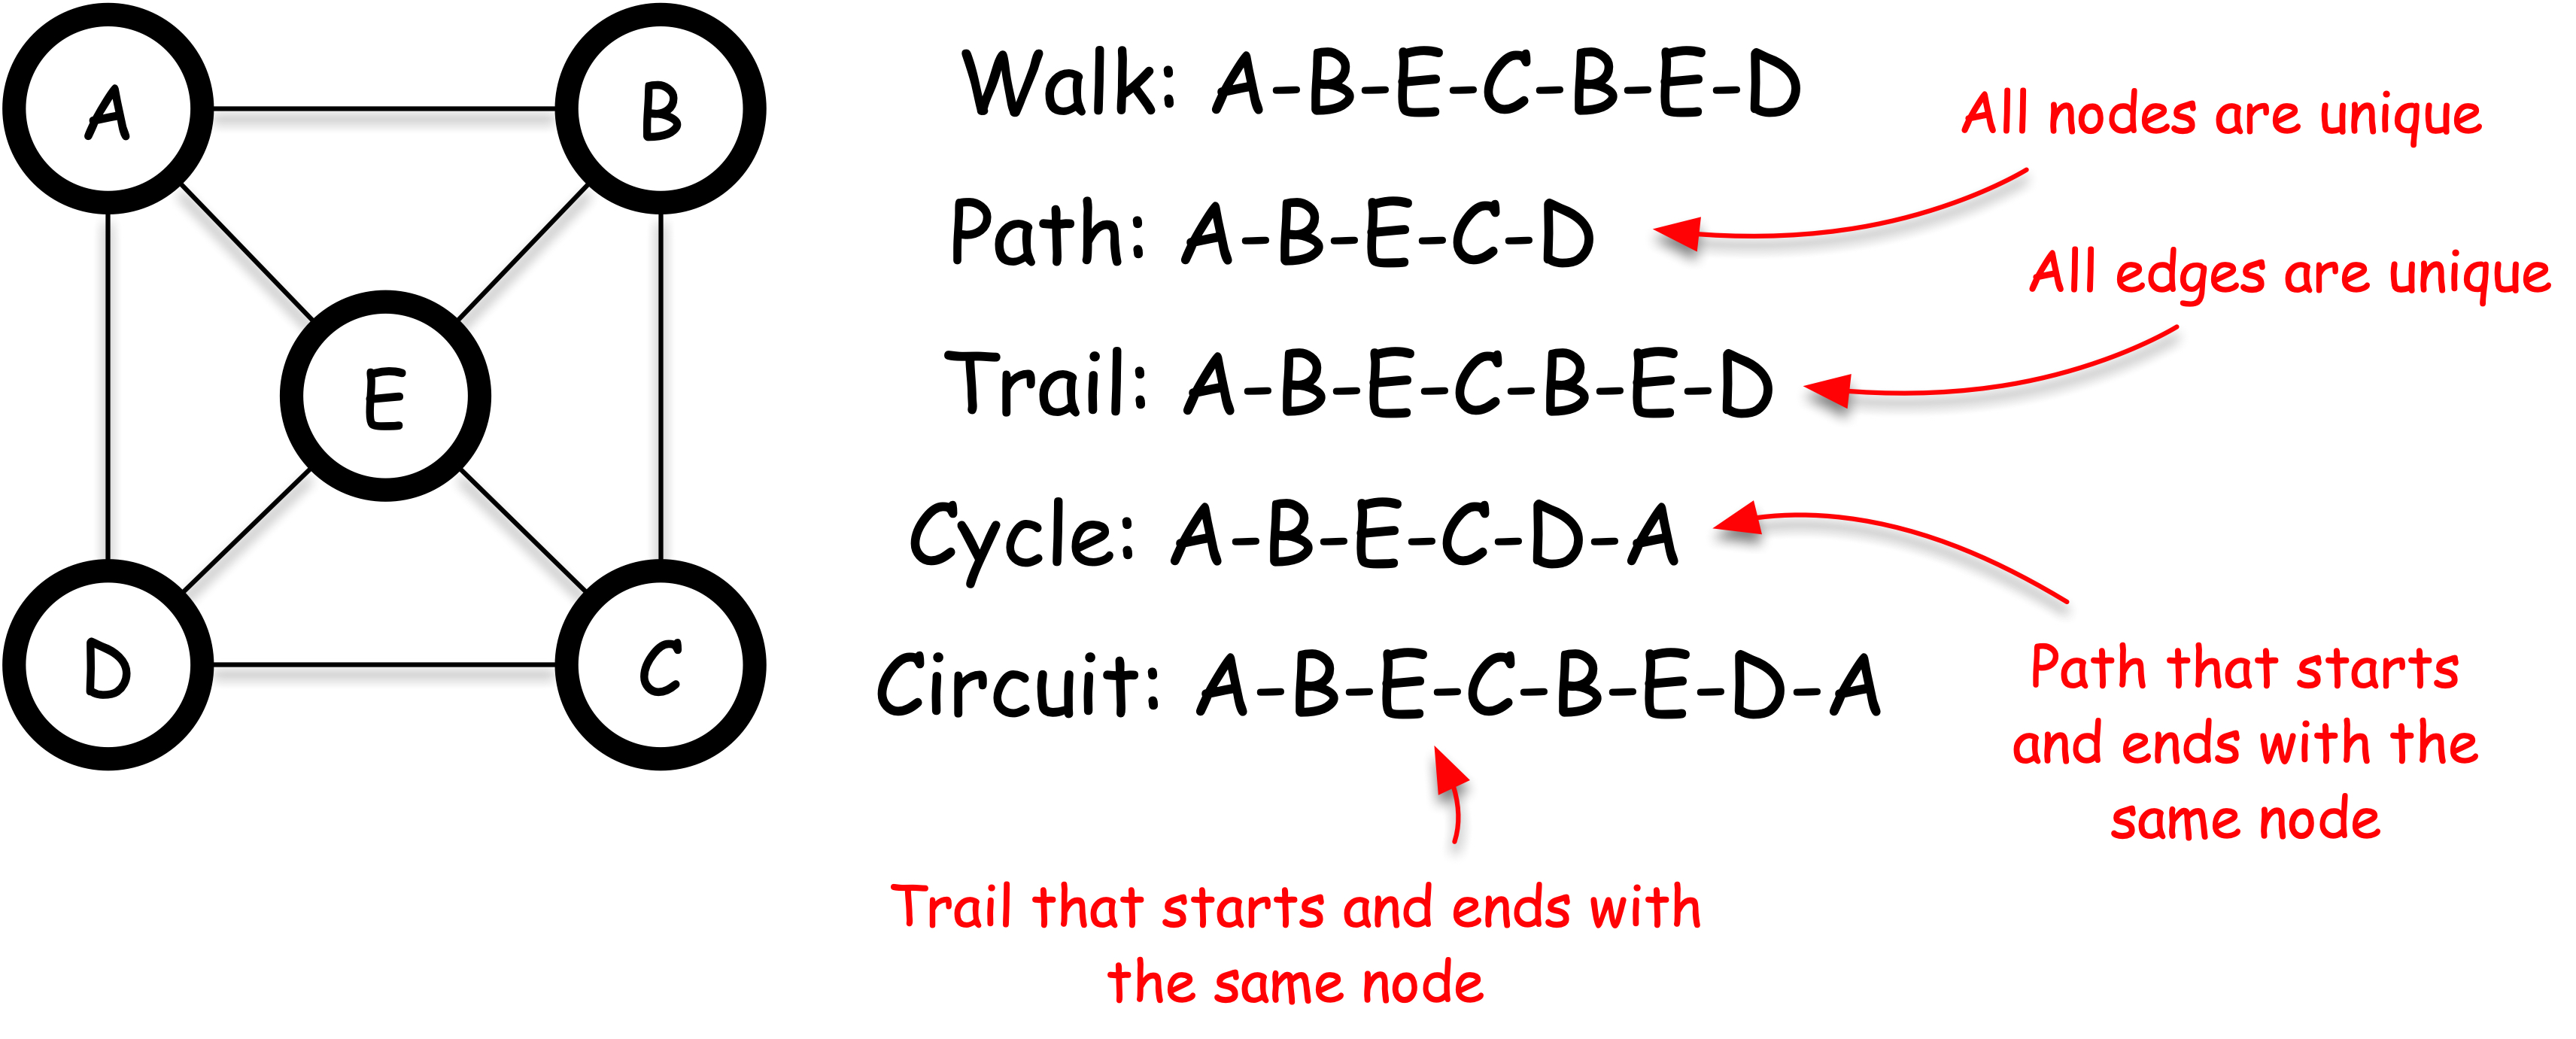 A
B
E
D
C
Walk: A-B-E-C-B-E-D
All nodes are unique
Path: A-B-E-C-D
All edges are unique
Trail: A-B-E-C-B-E-D
Cycle: A-B-E-C-D-A
Path that starts
and ends with the
same node
Circuit: A-B-E-C-B-E-D-A
Trail that starts and ends with
the same node